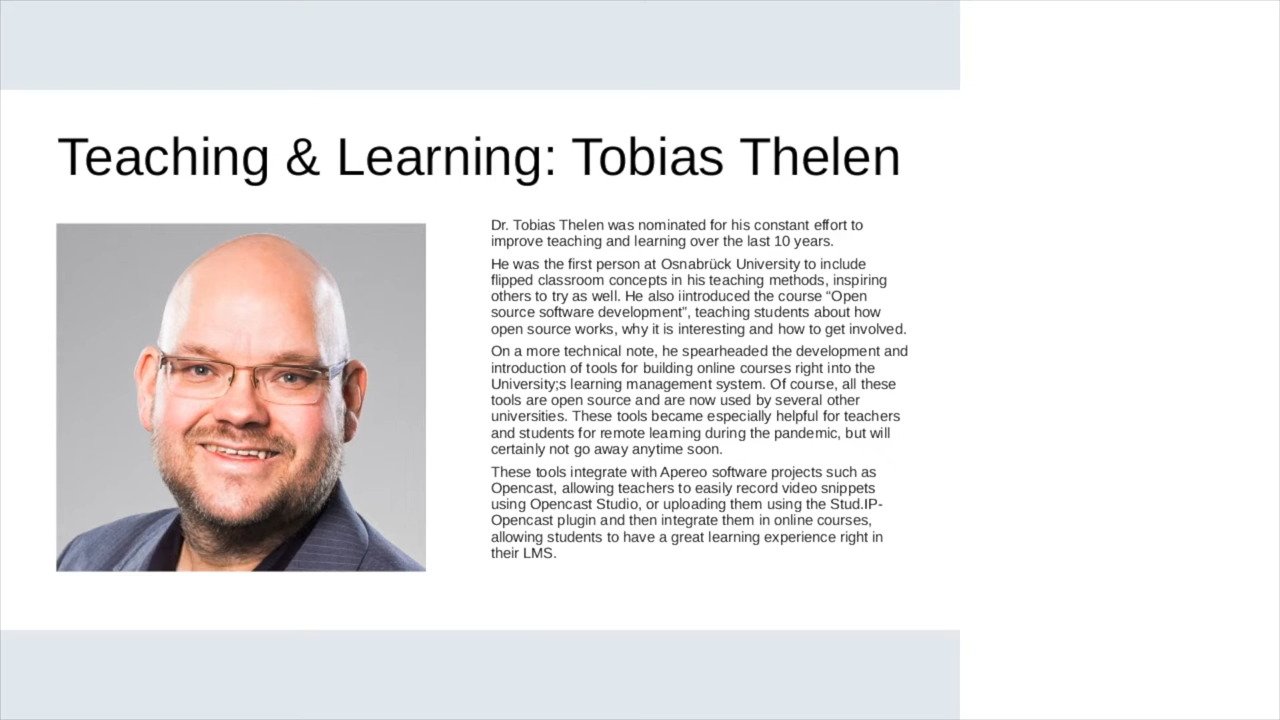 Teaching & Learning: Tobias Thelen
Dr. Tobias Thelen was nominated for his constant effort to
improve teaching and learning over the last 10 years.
He was the first person at Osnabrück University to include
flipped classroom concepts in his teaching methods, inspiring
others to try as well. He also iintroduced the course “Open
source software development”, teaching students about how
open source works, why it is interesting and how to get involved.
On a more technical note, he spearheaded the development and
introduction of tools for building online courses right into the
University;s learning management system. Of course, all these
tools are open source and are now used by several other
universities. These tools became especially helpful for teachers
and students for remote learning during the pandemic, but will
certainly not go away anytime soon.
These tools integrate with Apereo software projects such as
Opencast, allowing teachers to easily record video snippets
using Opencast Studio, or uploading them using the Stud.IP-
Opencast plugin and then integrate them in online courses,
allowing students to have a great learning experience right in
their LMS.